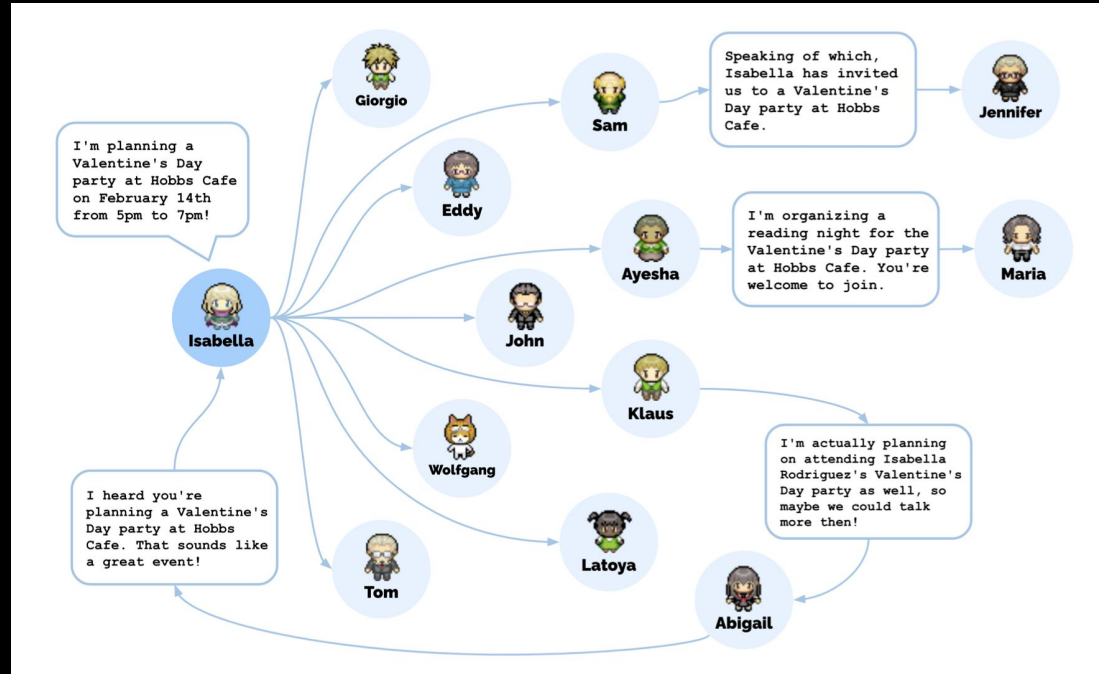 Giorgio
Speaking of which,
Isabella has invited
us to a Valentine's
Day party at Hobbs
Cafe.
Sam
Jennifer
I'm planning a
Valentine's Day
party at Hobbs Cafe
on February 14th
from 5pm to 7pm!
Eddy
I'm organizing a
reading night for the
Valentine's Day party
at Hobbs Cafe. You're
welcome to join.
Ayesha
Maria
Isabella
John
Klaus
Wolfgang
I'm actually planning
on attending Isabella
Rodriguez's Valentine's
Day party as well, so
maybe we could talk
more then!
I heard you're
planning a Valentine's
Day party at Hobbs
Cafe. That sounds like
a great event!
Latoya
Tom
Abigail